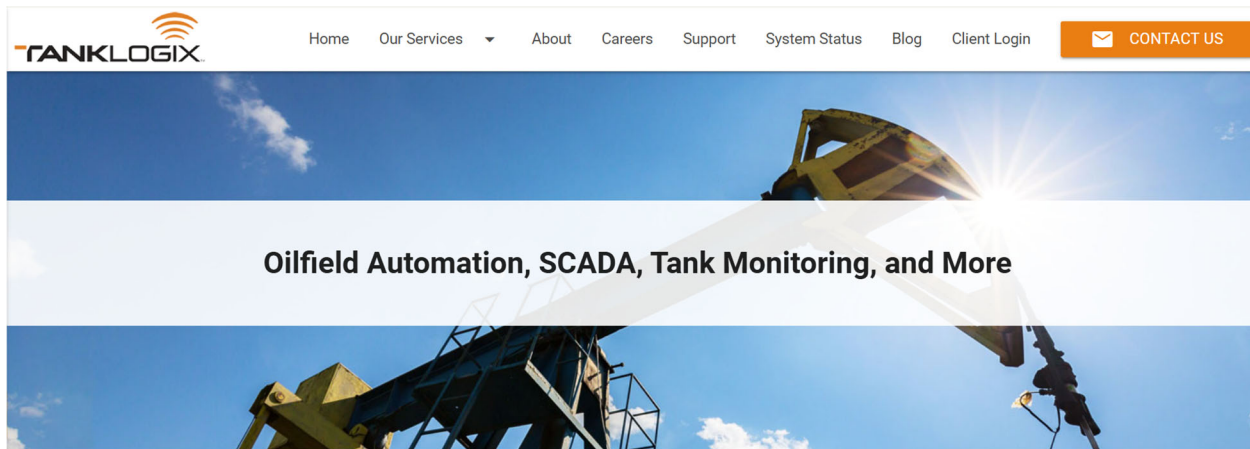 TANKLOGIX
Home Our Services About Careers Support System Status Blog Client Login CONTACT US
Oilfield Automation, SCADA, Tank Monitoring, and More